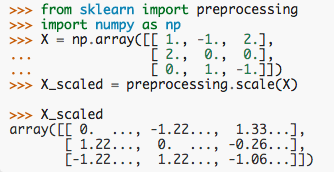 >>> from sklearn import preprocessing
>>> import numpy as np
>>> X = np.array([[ 1., -1.,  2.],
...               [ 2.,  0.,  0.],
...               [ 0.,  1., -1.]])
>>> X_scaled = preprocessing.scale(X)
>>> X_scaled
array([[ 0.  ..., -1.22...,  1.33...],
       [ 1.22...,  0.  ..., -0.26...],
       [-1.22...,  1.22..., -1.06...]])